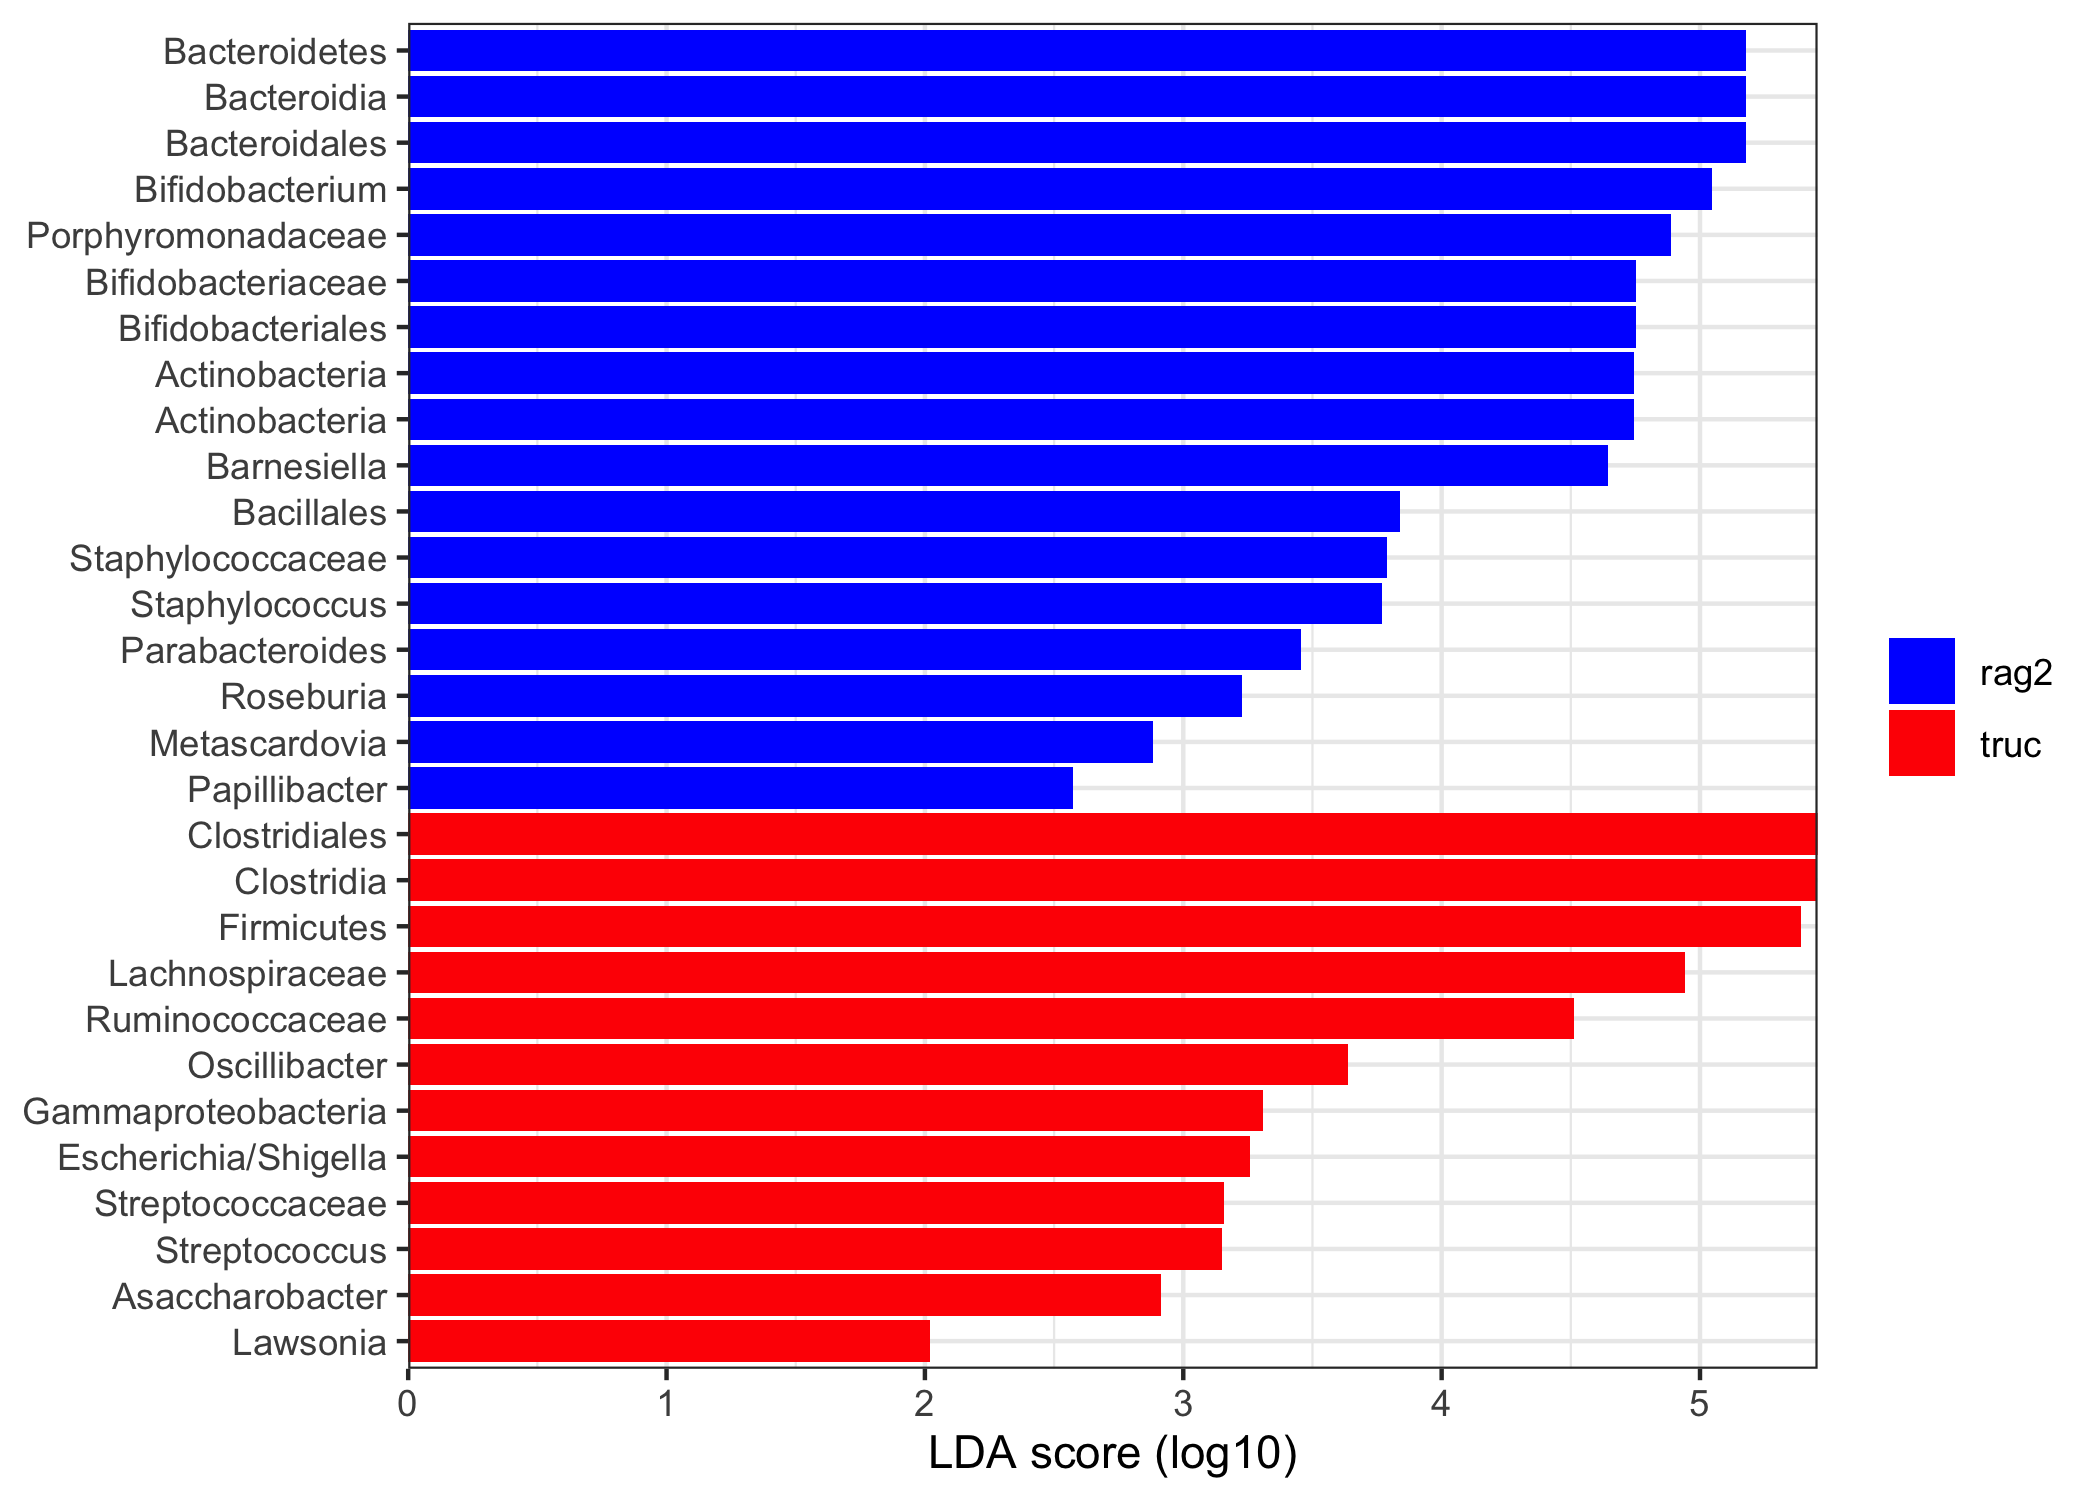 Bacteroidetes
Bacteroidia
Bacteroidales
Bifidobacterium
Porphyromonadaceae
Bifidobacteriaceae
Bifidobacteriales
Actinobacteria
Actinobacteria
Barnesiella
Bacillales
Staphylococcaceae
Staphylococcus
Parabacteroides
Roseburia
Metascardovia
Papillibacter
Clostridiales
Clostridia
Firmicutes
Lachnospiraceae
Ruminococcaceae
Oscillibacter
Gammaproteobacteria
Escherichia/Shigella
Streptococcaceae
Streptococcus
Asaccharobacter
Lawsonia
0 1 2 3 4 5
LDA score (log10)
rag2
truc